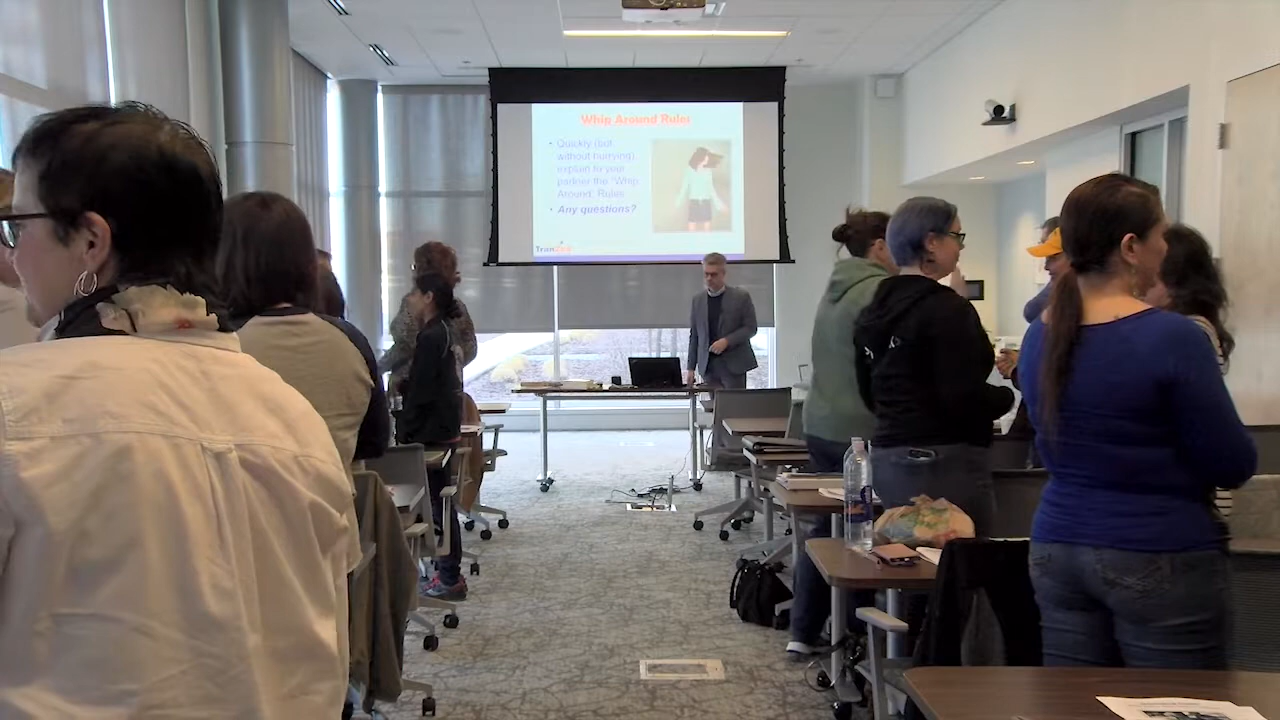 Whip Around Rules
• Quickly (but
without hurrying)
explain to your
partner the "Whip
Around" Rules
• Any questions?